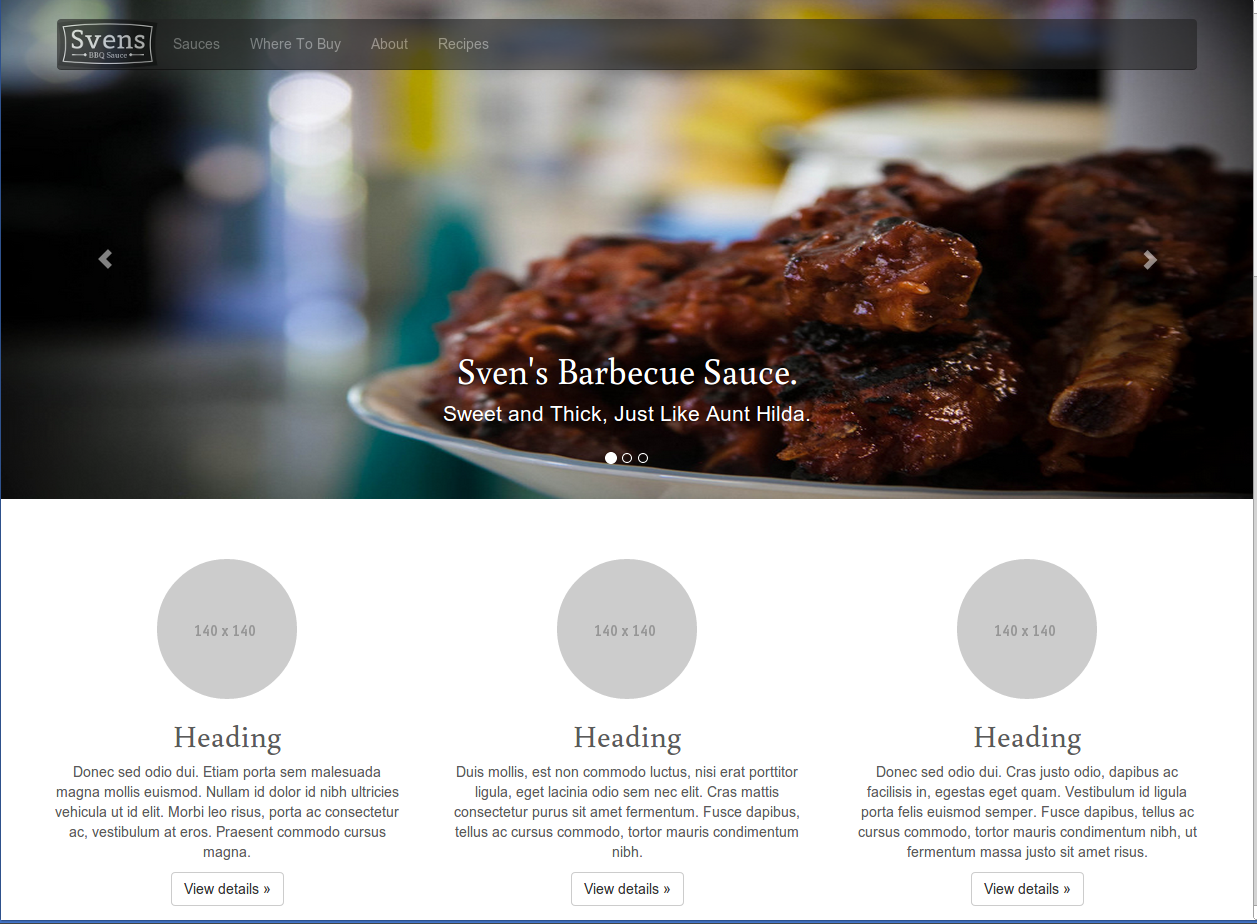 Svens
BBQ Sauce
Sauces Where To Buy About Recipes
Sven's Barbecue Sauce.
Sweet and Thick, Just Like Aunt Hilda.
140 x 140
Heading
Donec sed odio dui. Etiam porta sem malesuada
magna mollis euismod. Nullam id dolor id nibh ultricies
vehicula ut id elit. Morbi leo risus, porta ac consectetur
ac, vestibulum at eros. Praesent commodo cursus
magna.
View details »
140 x 140
Heading
Duis mollis, est non commodo luctus, nisi erat porttitor
ligula, eget lacinia odio sem nec elit. Cras mattis
consectetur purus sit amet fermentum. Fusce dapibus,
tellus ac cursus commodo, tortor mauris condimentum
nibh.
View details »
140 x 140
Heading
Donec sed odio dui. Cras justo odio, dapibus ac
facilisis in, egestas eget quam. Vestibulum id ligula
porta felis euismod semper. Fusce dapibus, tellus ac
cursus commodo, tortor mauris condimentum nibh, ut
fermentum massa justo sit amet risus.
View details »